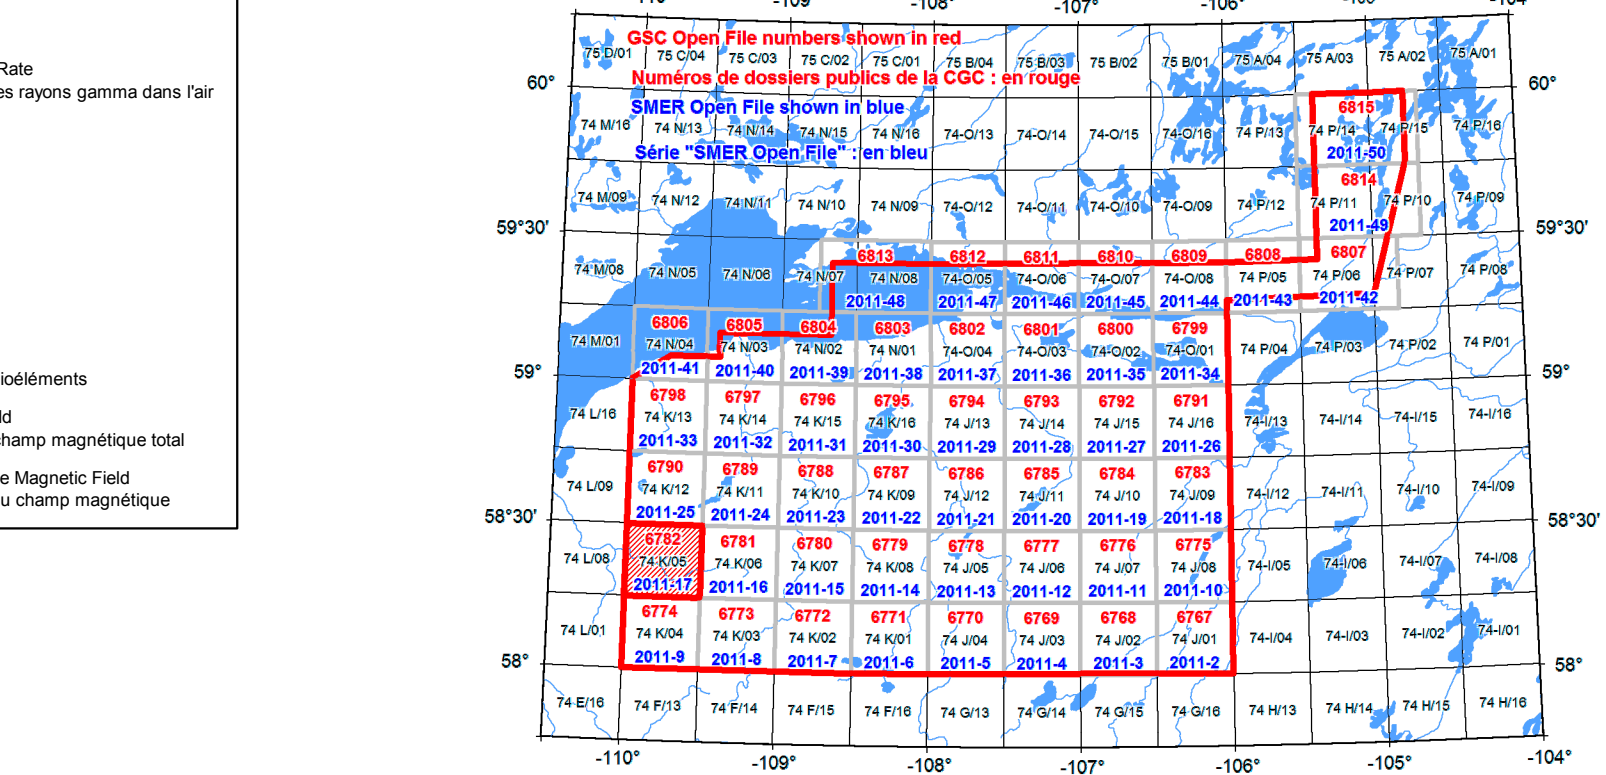 Rate
es rayons gamma dans l'air
ioéléments
ld
champ magnétique total
e Magnetic Field
u champ magnétique
-109° -108° -107° -106° -105° -104°
GSC Open File numbers shown in red
75 D/01 75 C/04 75 C/03 75 C/02 75 C/01 75 B/04 75 B/03 75 B/02 75 B/01 75 A/04 75 A/03 75 A/02 75 A/01
Numéros de dossiers publics de la CGC : en rouge
60° 60°
SMER Open File shown in blue
6815
74 M/16 74 N/13 74 N/14 74 N/15 74 N/16 74-O/13 74-O/14 74-O/15 74-O/16 74 P/13 74 P/14 74 P/15 74 P/16
Série "SMER Open File" : en bleu
2011-50
6814
74 M/09 74 N/12 74 N/11 74 N/10 74 N/09 74-O/12 74-O/11 74-O/10 74-O/09 74 P/12 74 P/11 74 P/10 74 P/09
2011-49
59°30' 59°30'
6813 6812 6811 6810 6809 6808 6807
74 M/08 74 N/05 74 N/06 74 N/07 74 N/08 74-O/05 74-O/06 74-O/07 74-O/08 74 P/05 74 P/06 74 P/07 74 P/08
2011-48 2011-47 2011-46 2011-45 2011-44 2011-43 2011-42
6806 6805 6804 6803 6802 6801 6800 6799
74 M/01 74 N/04 74 N/03 74 N/02 74 N/01 74-O/04 74-O/03 74-O/02 74-O/01 74 P/04 74 P/03 74 P/02 74 P/01
2011-41 2011-40 2011-39 2011-38 2011-37 2011-36 2011-35 2011-34
59° 59°
6798 6797 6796 6795 6794 6793 6792 6791
74 L/16 74 K/13 74 K/14 74 K/15 74 K/16 74 J/13 74 J/14 74 J/15 74 J/16 74-I/13 74-I/14 74-I/15 74-I/16
2011-33 2011-32 2011-31 2011-30 2011-29 2011-28 2011-27 2011-26
6790 6789 6788 6787 6786 6785 6784 6783
74 L/09 74 K/12 74 K/11 74 K/10 74 K/09 74 J/12 74 J/11 74 J/10 74 J/09 74-I/12 74-I/11 74-I/10 74-I/09
2011-25 2011-24 2011-23 2011-22 2011-21 2011-20 2011-19 2011-18
58°30' 58°30'
6782 6781 6780 6779 6778 6777 6776 6775
74 L/08 74 K/05 74 K/06 74 K/07 74 K/08 74 J/05 74 J/06 74 J/07 74 J/08 74-I/05 74-I/06 74-I/07 74-I/08
2011-17 2011-16 2011-15 2011-14 2011-13 2011-12 2011-11 2011-10
6774 6773 6772 6771 6770 6769 6768 6767
74 L/01 74 K/04 74 K/03 74 K/02 74 K/01 74 J/04 74 J/03 74 J/02 74 J/01 74-I/04 74-I/03 74-I/02 74-I/01
2011-9 2011-8 2011-7 2011-6 2011-5 2011-4 2011-3 2011-2
58° 58°
74 E/16 74 F/13 74 F/14 74 F/15 74 F/16 74 G/13 74 G/14 74 G/15 74 G/16 74 H/13 74 H/14 74 H/15 74 H/16
-110° -109° -108° -107° -106° -105° -104°